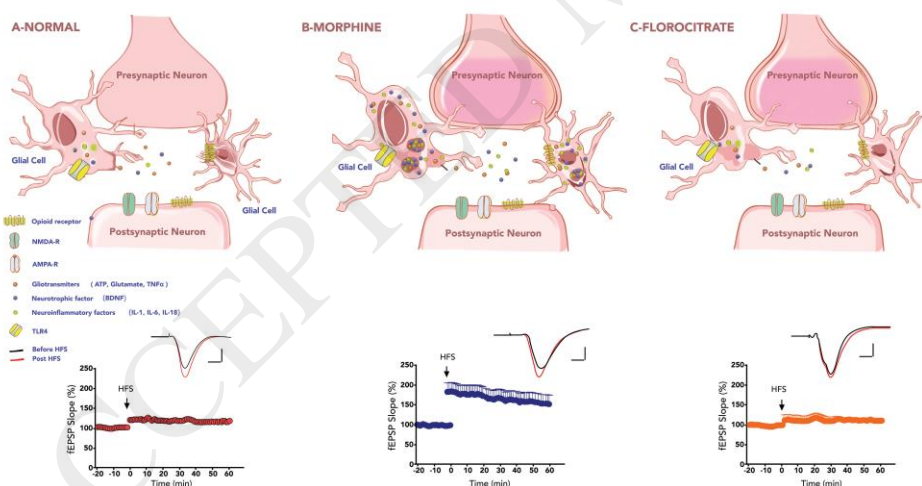 A-NORMAL
B-MORPHINE
C-FLOROCITRATE
Presynaptic Neuron
Presynaptic Neuron
Presynaptic Neuron
Glial Cell
Glial Cell
Glial Cell
Glial Cell
Postsynaptic Neuron
Postsynaptic Neuron
Postsynaptic Neuron
Opioid receptor
NMDA-R
AMPA-R
Gliotransmiters (ATP, Glutamate, TNFα)
Neurotrophic factor (BDNF)
Neuroinflammatory factors (IL-1, IL-6, IL-18)
TLR4
Before HFS
Post HFS
HFS
fEPSP Slope (%)
250
200
150
100
50
0
-20 -10 0 10 20 30 40 50 60
Time (min)
HFS
fEPSP Slope (%)
250
200
150
100
50
0
-20 -10 0 10 20 30 40 50 60
Time (min)
HFS
fEPSP Slope (%)
250
200
150
100
50
0
-20 -10 0 10 20 30 40 50 60
Time (min)
CCEPTED M